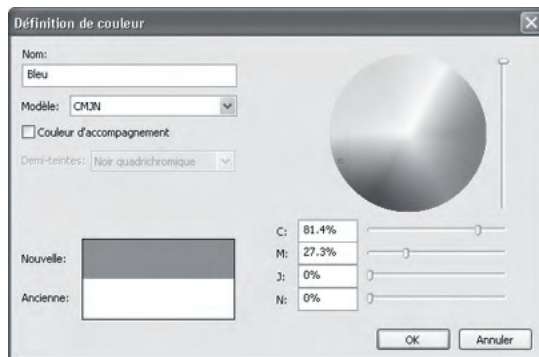 Définition de couleur
Nom:
Bleu
Modèle: CMJN
Couleur d'accompagnement
Demi-teintes: Noir quadrichromique
C: 81.4%
M: 27.3%
J: 0%
N: 0%
Nouvelle:
Ancienne:
OK Annuler